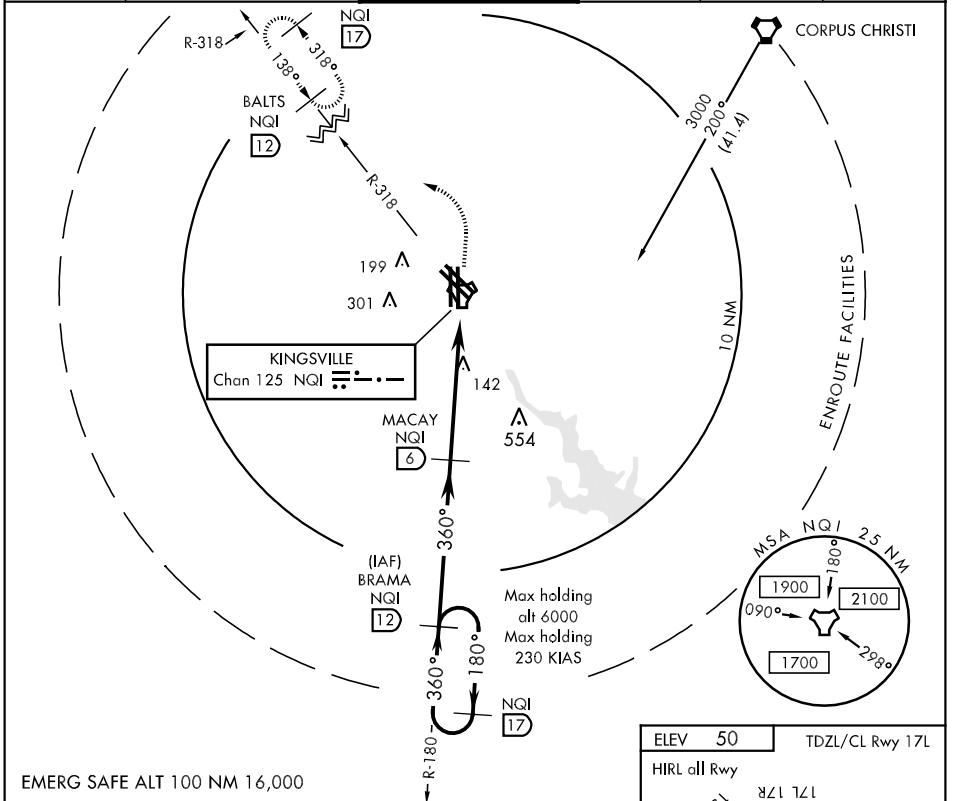 NQI
17
R-318
318°
138°
BALTS
NQI
12
R-318
CORPUS CHRISTI
3000
200°
(41.4)
199
301
KINGSVILLE
Chan 125 NQI
142
554
MACAY
NQI
6
10 NM
ENROUTE FACILITIES
360°
(IAF)
BRAMA
NQI
12
Max holding
alt 6000
Max holding
230 KIAS
360°
180°
NQI
17
R-180
MSA NQI 25 NM
180°
1900
2100
090°
298°
1700
EMERG SAFE ALT 100 NM 16,000
ELEV 50
TDZL/CL Rwy 17L
HIRL all Rwy
17L 17R